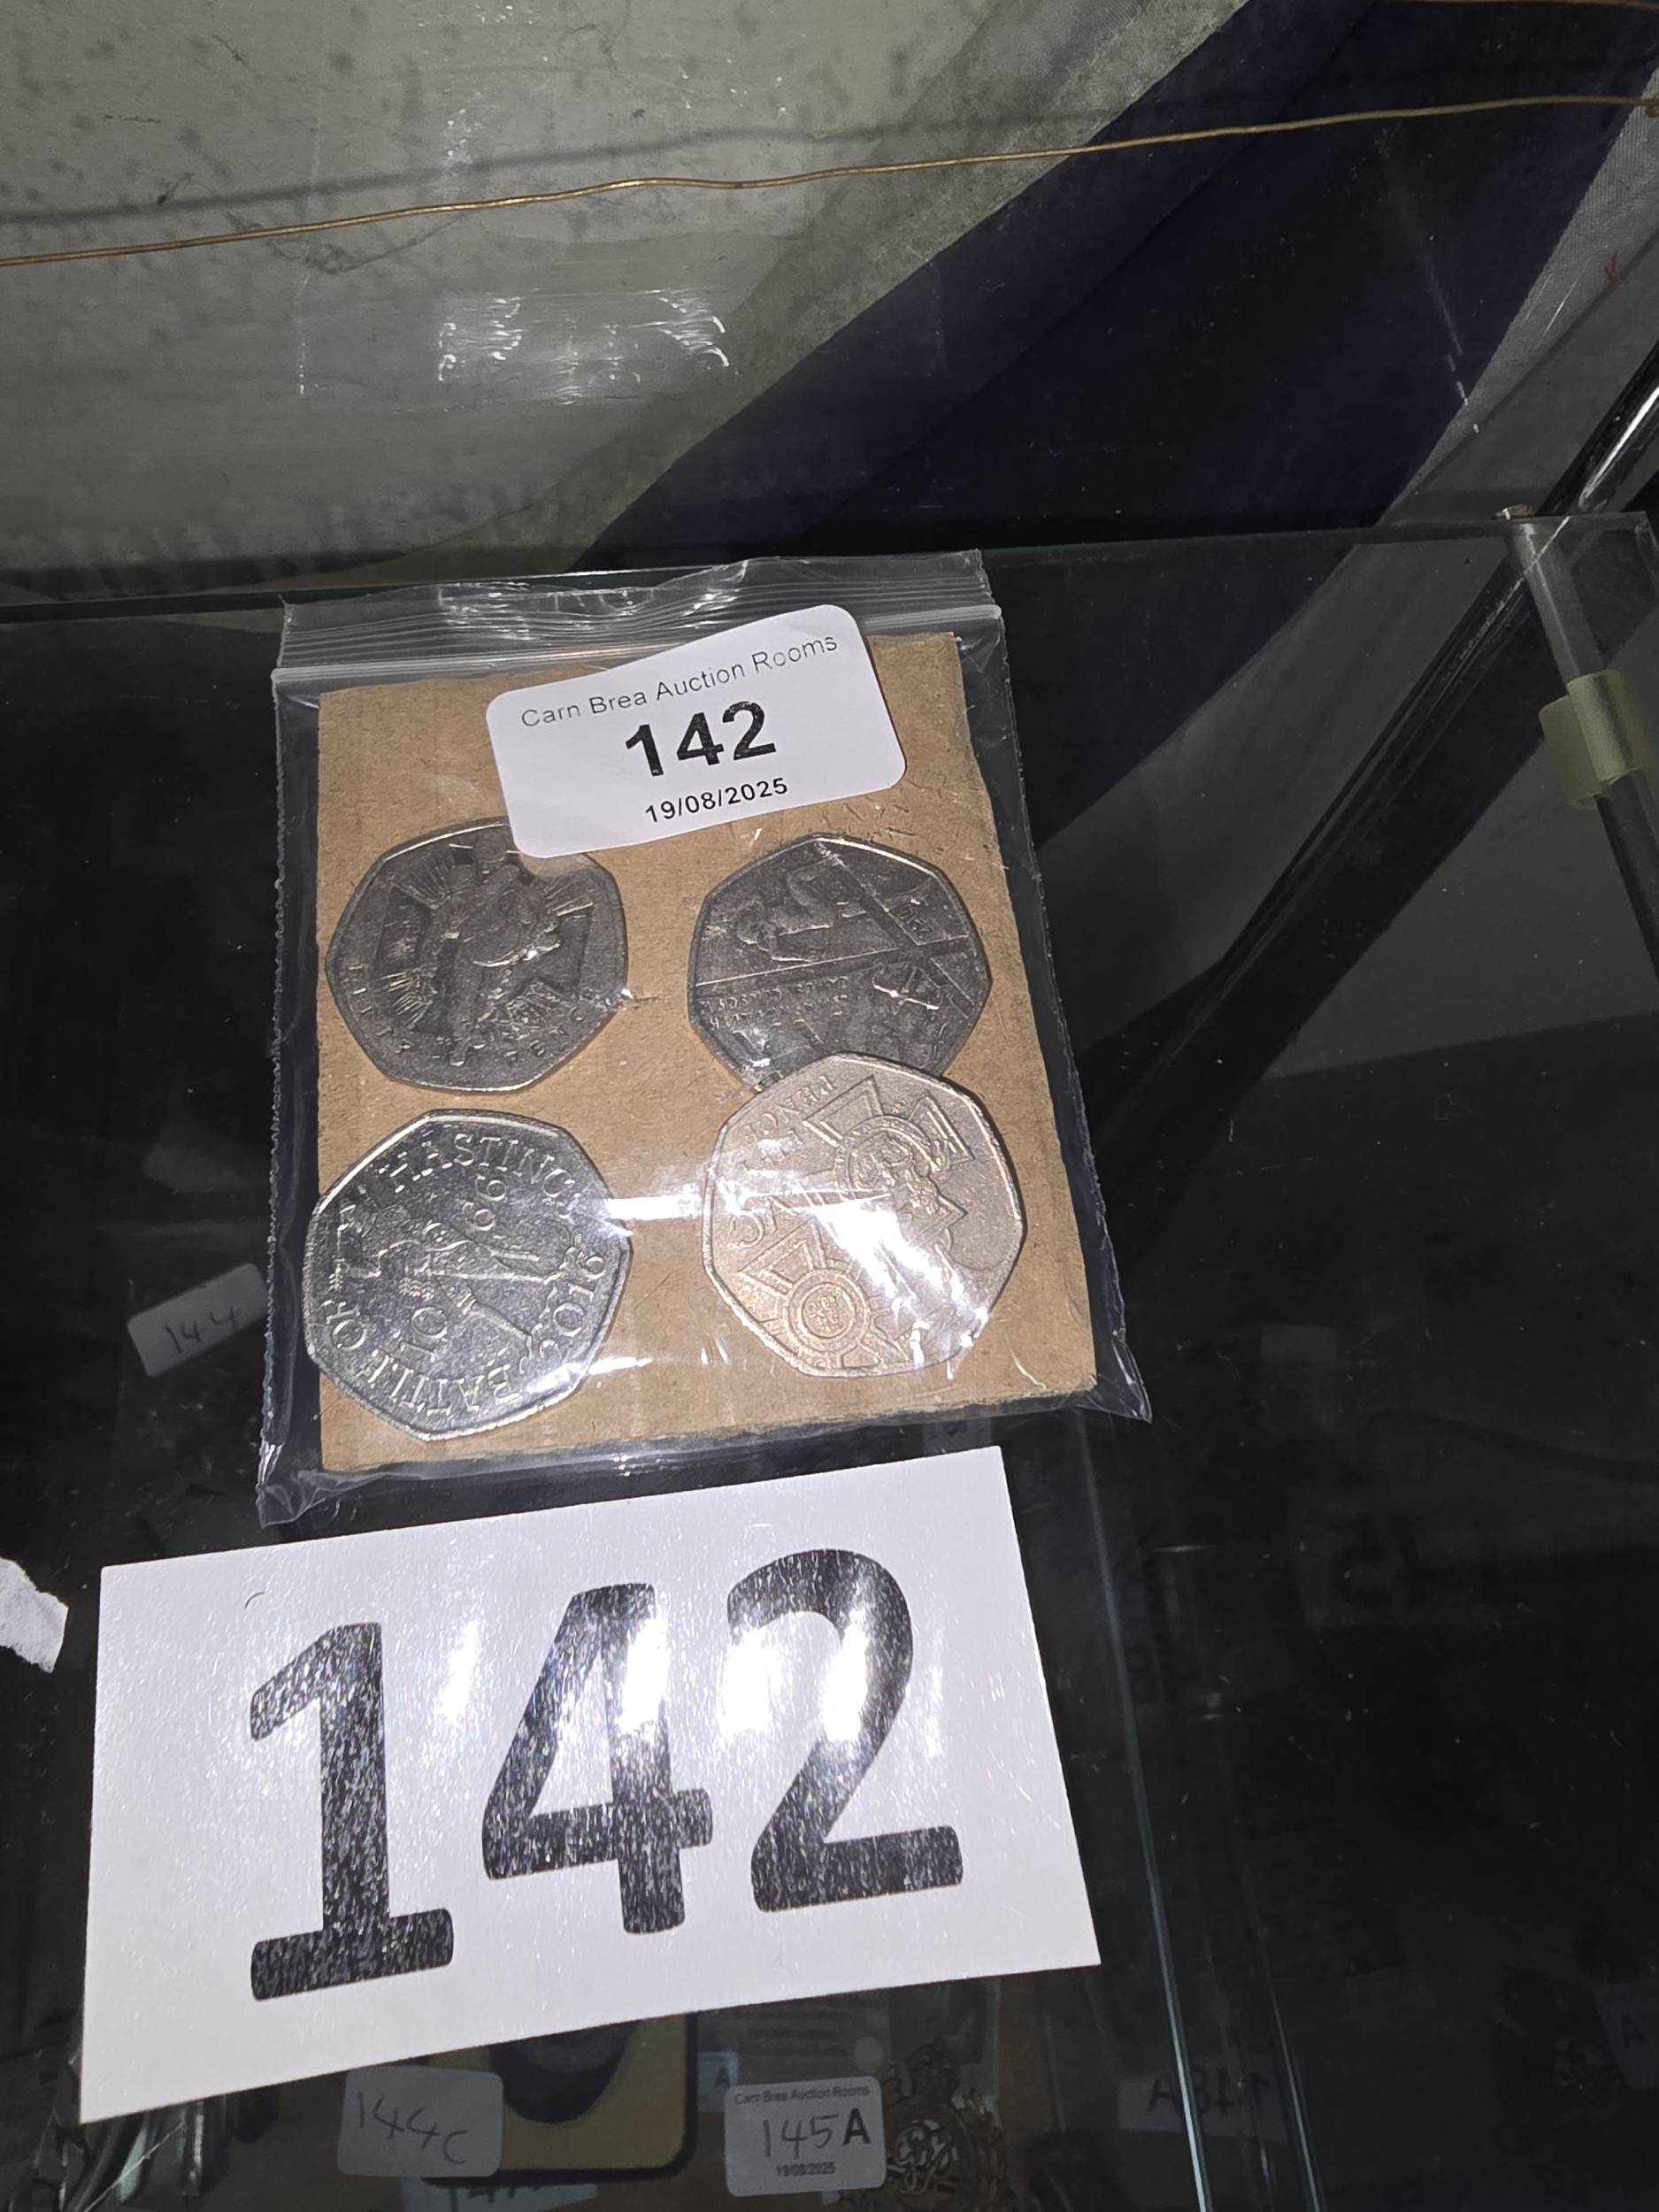 Carn Brea Auction Rooms
142
19/08/2025
BATTLE OF HASTINGS
1066
2016
FIFTY PENCE
144
142
144C
Carn Brea Auction Rooms
145A
19/08/2025